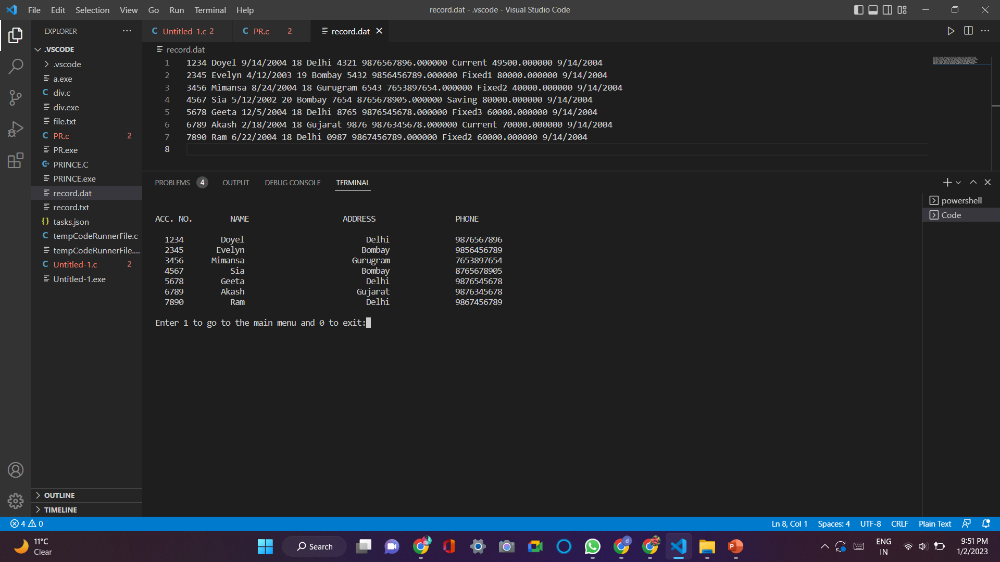 File Edit Selection View Go Run Terminal Help
record.dat - .vscode - Visual Studio Code
EXPLORER
Untitled-1.c 2
PR.c 2
record.dat
.VSCODE
.vscode
a.exe
div.c
div.exe
file.txt
PR.c 2
PR.exe
PRINCE.C
PRINCE.exe
record.dat
record.txt
tasks.json
tempCodeRunnerFile.c
tempCodeRunnerFile....
Untitled-1.c 2
Untitled-1.exe
OUTLINE
TIMELINE
record.dat
1 1234 Doyel 9/14/2004 18 Delhi 4321 9876567896.000000 Current 49500.000000 9/14/2004
2 2345 Evelyn 4/12/2003 19 Bombay 5432 9856456789.000000 Fixed1 80000.000000 9/14/2004
3 3456 Mimansa 8/24/2004 18 Gurugram 6543 7653897654.000000 Fixed2 40000.000000 9/14/2004
4 4567 Sia 5/12/2002 20 Bombay 7654 8765678905.000000 Saving 80000.000000 9/14/2004
5 5678 Geeta 12/5/2004 18 Delhi 8765 9876545678.000000 Fixed3 60000.000000 9/14/2004
6 6789 Akash 2/18/2004 18 Gujarat 9876 9876345678.000000 Current 70000.000000 9/14/2004
7 7890 Ram 6/22/2004 18 Delhi 0987 9867456789.000000 Fixed2 60000.000000 9/14/2004
8
PROBLEMS 4 OUTPUT DEBUG CONSOLE TERMINAL
powershell
Code
ACC. NO. NAME ADDRESS PHONE
1234 Doyel Delhi 9876567896
2345 Evelyn Bombay 9856456789
3456 Mimansa Gurugram 7653897654
4567 Sia Bombay 8765678905
5678 Geeta Delhi 9876545678
6789 Akash Gujarat 9876345678
7890 Ram Delhi 9867456789
Enter 1 to go to the main menu and 0 to exit:
4 0
Ln 8, Col 1 Spaces: 4 UTF-8 CRLF Plain Text
11°C
Clear
Search
ENG
IN
9:51 PM
1/2/2023